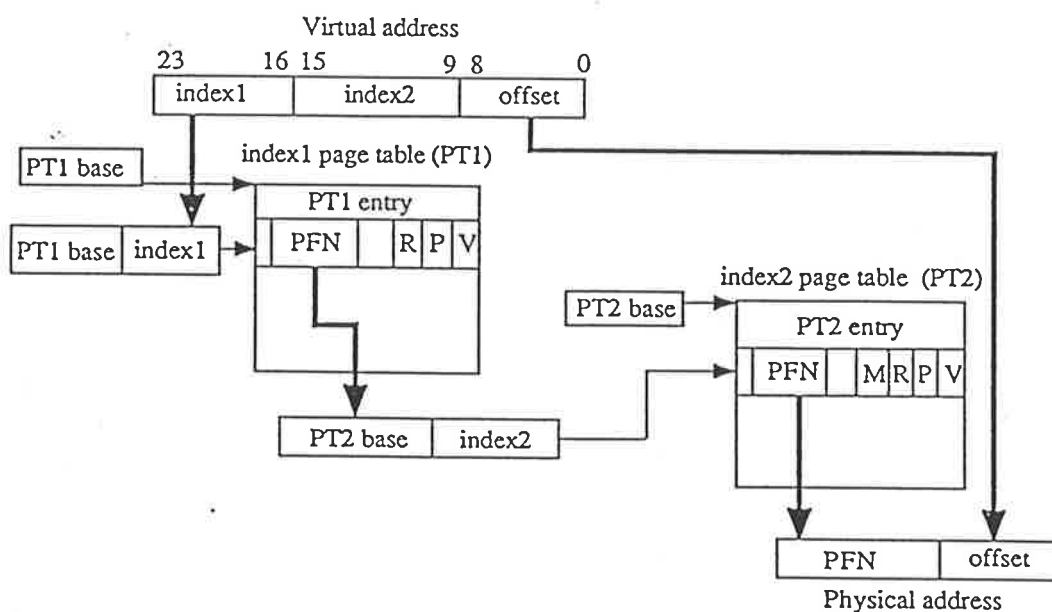 Virtual address
23 16 15 9 8 0
index1 index2 offset
index1 page table (PT1)
PT1 base
PT1 entry
PFN R P V
PT1 base index1
index2 page table (PT2)
PT2 base
PT2 entry
PFN M R P V
PT2 base index2
PFN offset
Physical address